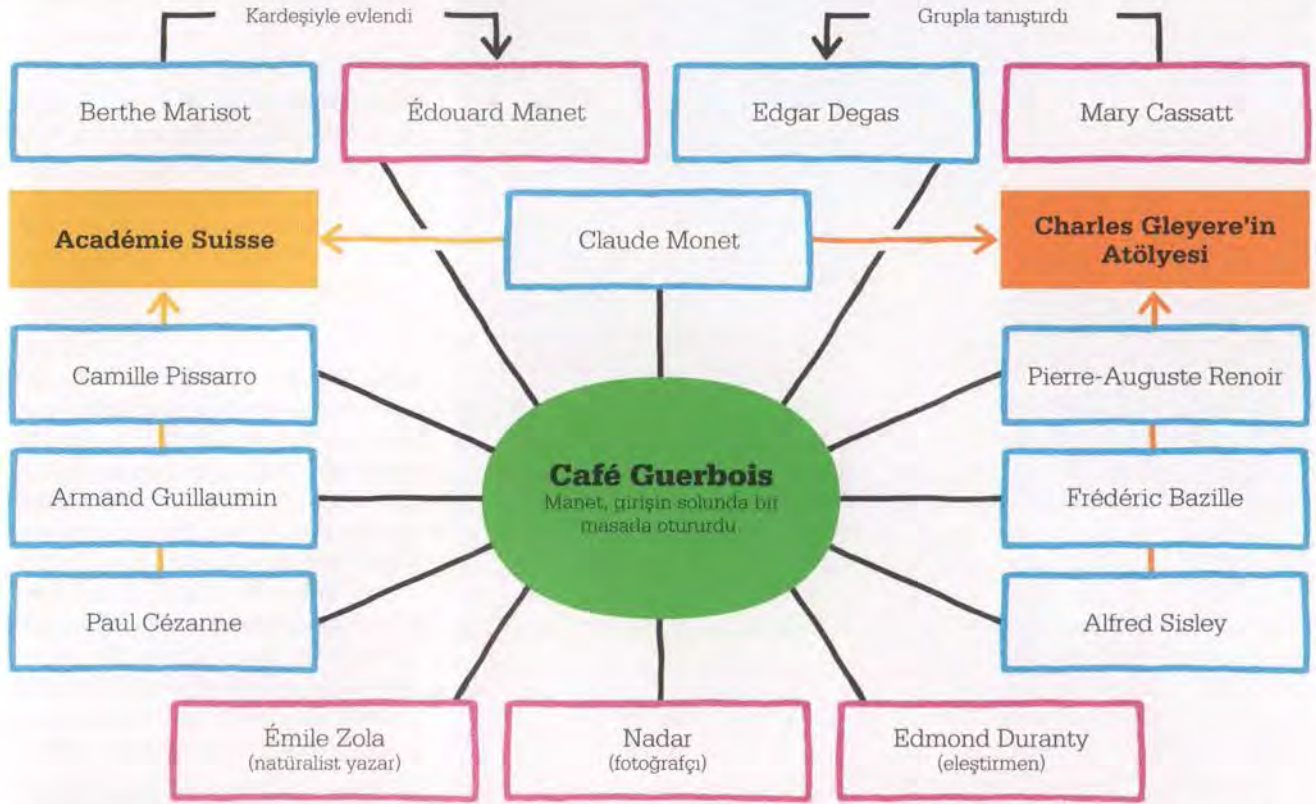 Kardeşiyle evlendi
Grupla tanıştırdı
Berthe Marisot
Édouard Manet
Edgar Degas
Mary Cassatt
Académie Suisse
Claude Monet
Charles Gleyere'in
Atölyesi
Camille Pissarro
Pierre-Auguste Renoir
Café Guerbois
Manet, girişin solunda bir
masada otururdu
Armand Guillaumin
Frédéric Bazille
Paul Cézanne
Alfred Sisley
Émile Zola
(natüralist yazar)
Nadar
(fotoğrafçı)
Edmond Duranty
(eleştirmen)